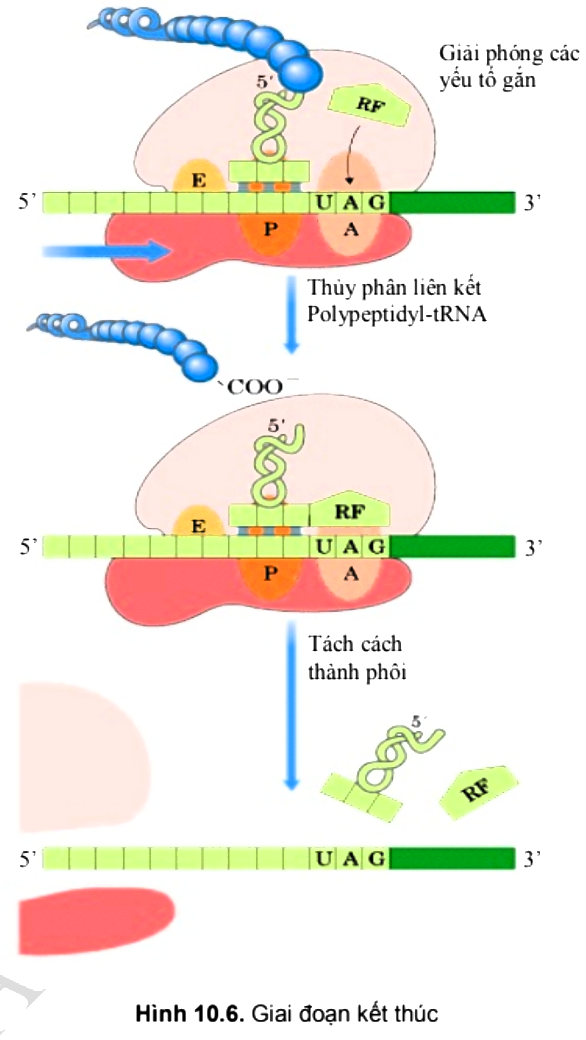 Giải phóng các
yếu tố gắn
5'
RF
E
5'
U A G
3'
P
A
Thủy phân liên kết
Polypeptidyl-tRNA
COO⁻
5'
RF
E
5'
U A G
3'
P
A
Tách cách
thành phôi
5'
RF
5'
U A G
3'
Hình 10.6. Giai đoạn kết thúc